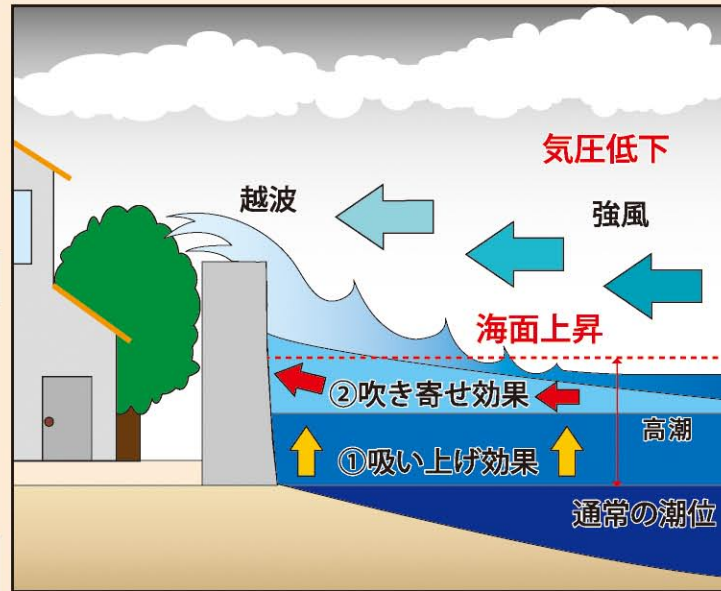 気圧低下
越波
強風
海面上昇
②吹き寄せ効果
高潮
①吸い上げ効果
通常の潮位